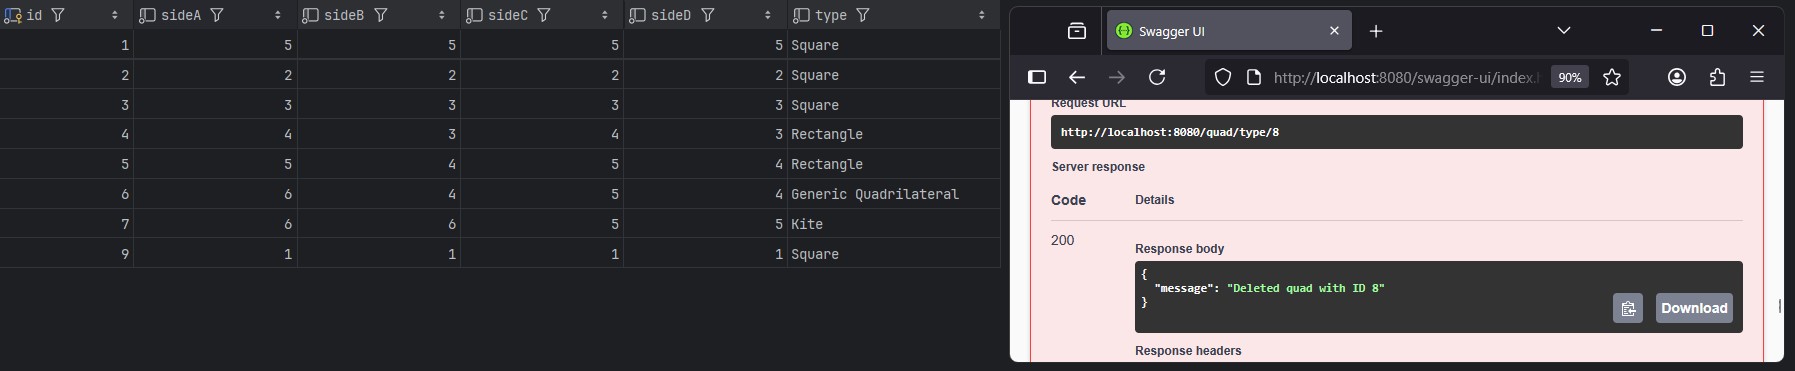 id sideA sideB sideC sideD type
1 5 5 5 5 Square
2 2 2 2 2 Square
3 3 3 3 3 Square
4 4 3 4 3 Rectangle
5 5 4 5 4 Rectangle
6 6 4 5 4 Generic Quadrilateral
7 6 6 5 5 Kite
9 1 1 1 1 Square
Swagger UI
http://localhost:8080/swagger-ui/index.h 90%
Request URL
http://localhost:8080/quad/type/8
Server response
Code Details
200
Response body
{
"message": "Deleted quad with ID 8"
}
Download
Response headers